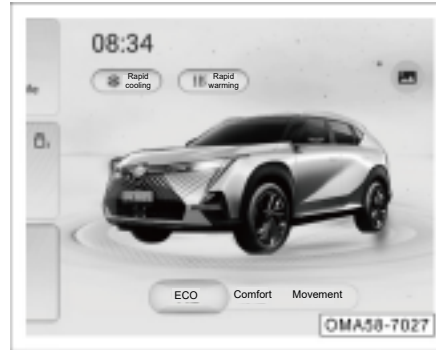 08:34
Rapid
cooling
Rapid
warming
ECO
Comfort
Movement
OMA58-7027